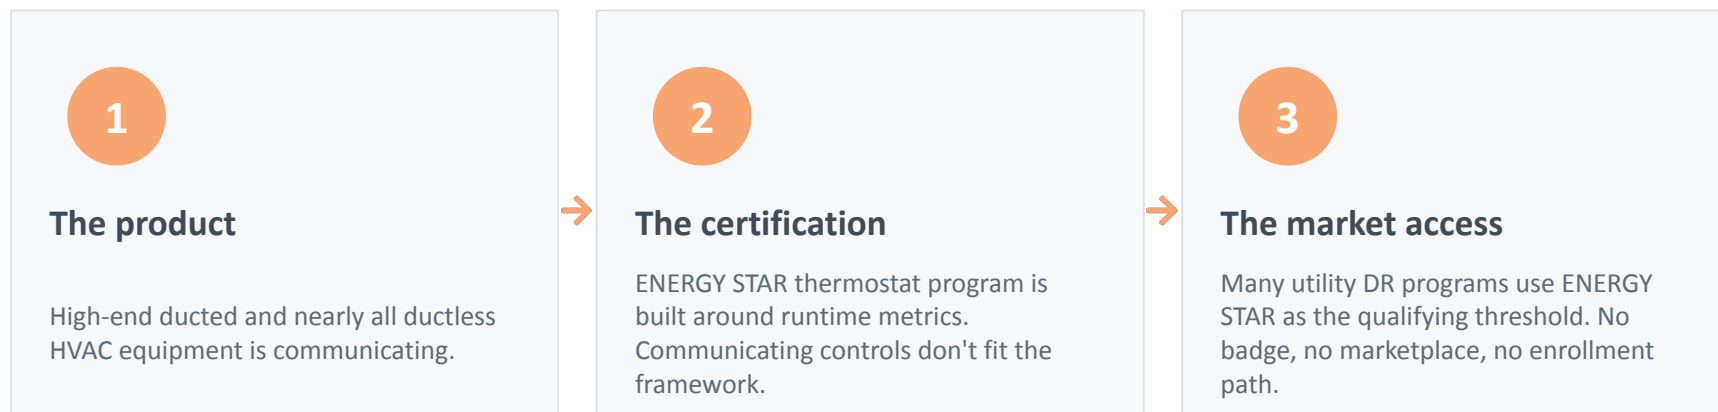 1
The product
High-end ducted and nearly all ductless
HVAC equipment is communicating.
2
The certification
ENERGY STAR thermostat program is
built around runtime metrics.
Communicating controls don't fit the
framework.
3
The market access
Many utility DR programs use ENERGY
STAR as the qualifying threshold. No
badge, no marketplace, no enrollment
path.